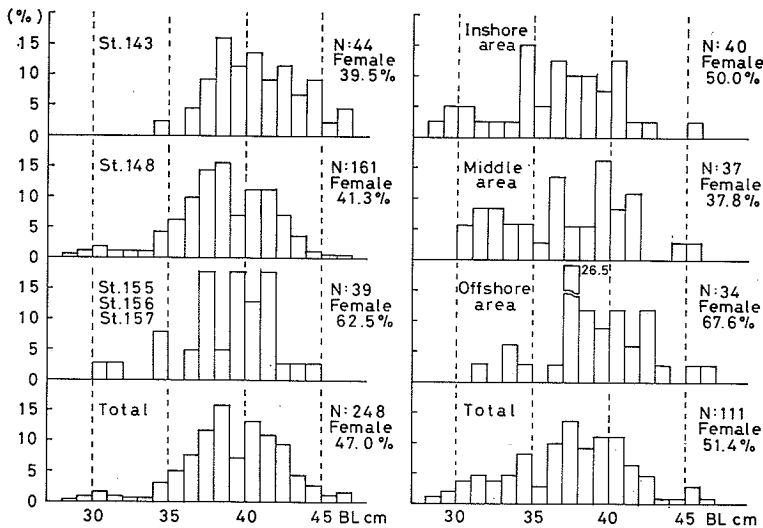 (%)
15
10
5
0
St.143
N:44
Female
39.5%
15
10
5
0
St.148
N:161
Female
41.3%
15
10
5
0
St.155
St.156
St.157
N:39
Female
62.5%
15
10
5
0
Total
N:248
Female
47.0%
30 35 40 45 BL cm
Inshore
area
N:40
Female
50.0%
Middle
area
N:37
Female
37.8%
26.5
Offshore
area
N:34
Female
67.6%
Total
N:111
Female
51.4%
30 35 40 45 BL cm